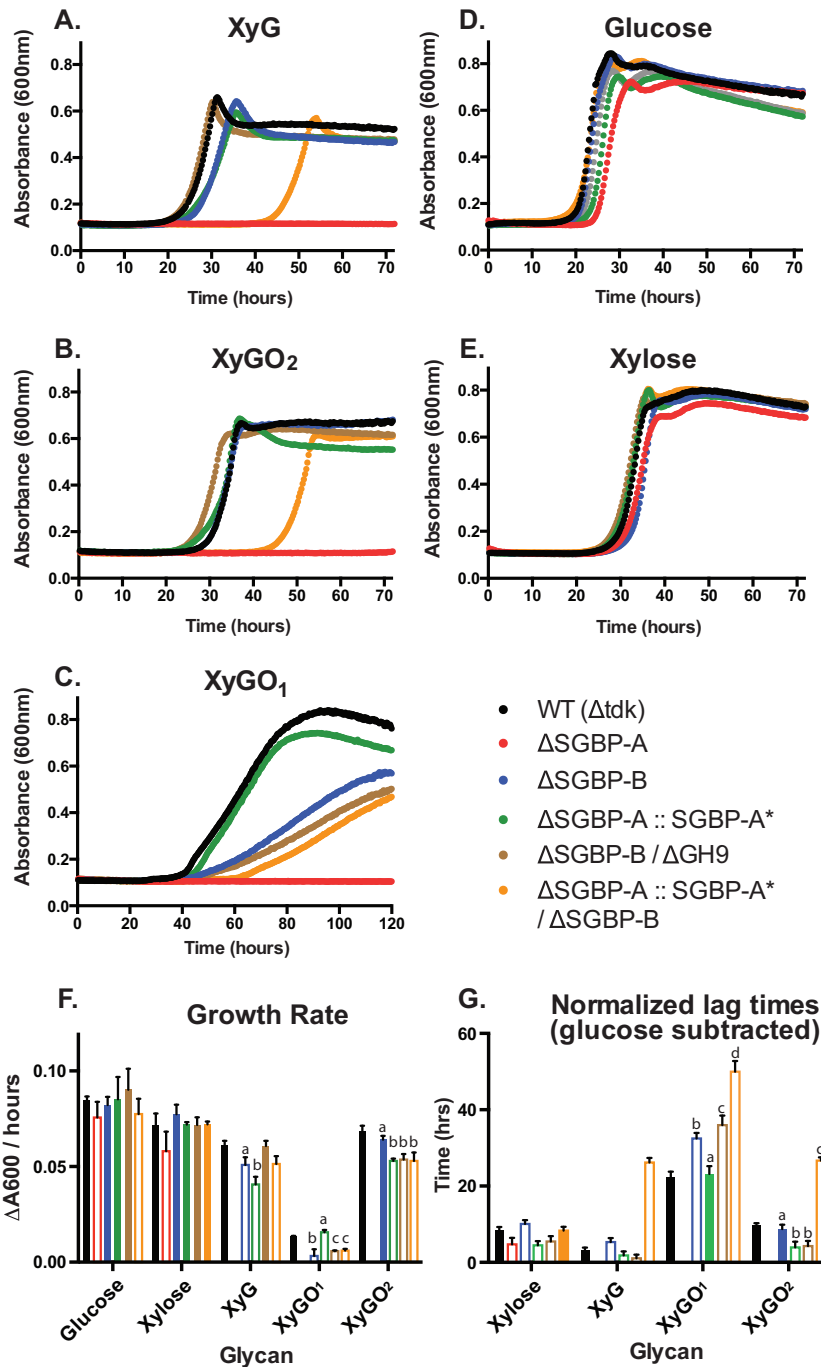 A.
XyG
Absorbance (600nm)
0.8
0.6
0.4
0.2
0.0
0 10 20 30 40 50 60 70
Time (hours)
D.
Glucose
Absorbance (600nm)
0.8
0.6
0.4
0.2
0.0
0 10 20 30 40 50 60 70
Time (hours)
B.
XyGO2
Absorbance (600nm)
0.8
0.6
0.4
0.2
0.0
0 10 20 30 40 50 60 70
Time (hours)
E.
Xylose
Absorbance (600nm)
0.8
0.6
0.4
0.2
0.0
0 10 20 30 40 50 60 70
Time (hours)
C.
XyGO1
Absorbance (600nm)
0.8
0.6
0.4
0.2
0.0
0 20 40 60 80 100 120
Time (hours)
WT (Δtdk)
ΔSGBP-A
ΔSGBP-B
ΔSGBP-A :: SGBP-A*
ΔSGBP-B / ΔGH9
ΔSGBP-A :: SGBP-A*
/ ΔSGBP-B
F.
Growth Rate
ΔA600 / hours
0.10
0.05
0.00
a
b
b
a
c c
a
b b b
Glucose
Xylose
XyG
XyGO1
XyGO2
Glycan
G.
Normalized lag times
(glucose subtracted)
Time (hrs)
60
40
20
0
b
a
c
d
a
b b
c
Xylose
XyG
XyGO1
XyGO2
Glycan